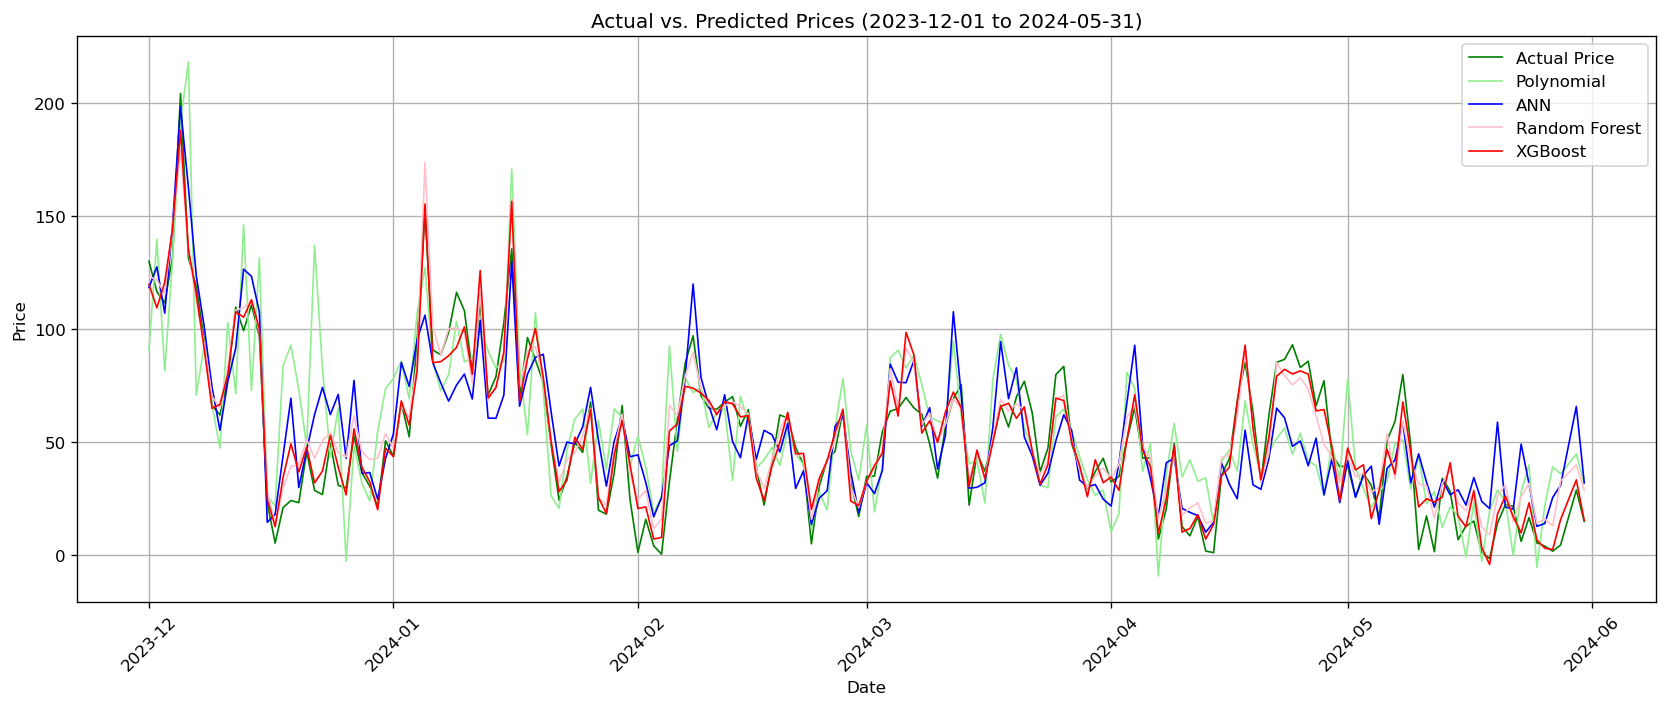 Actual vs. Predicted Prices (2023-12-01 to 2024-05-31)
Actual Price
Polynomial
ANN
Random Forest
XGBoost
Price
200
150
100
50
0
2023-12
2024-01
2024-02
2024-03
2024-04
2024-05
2024-06
Date